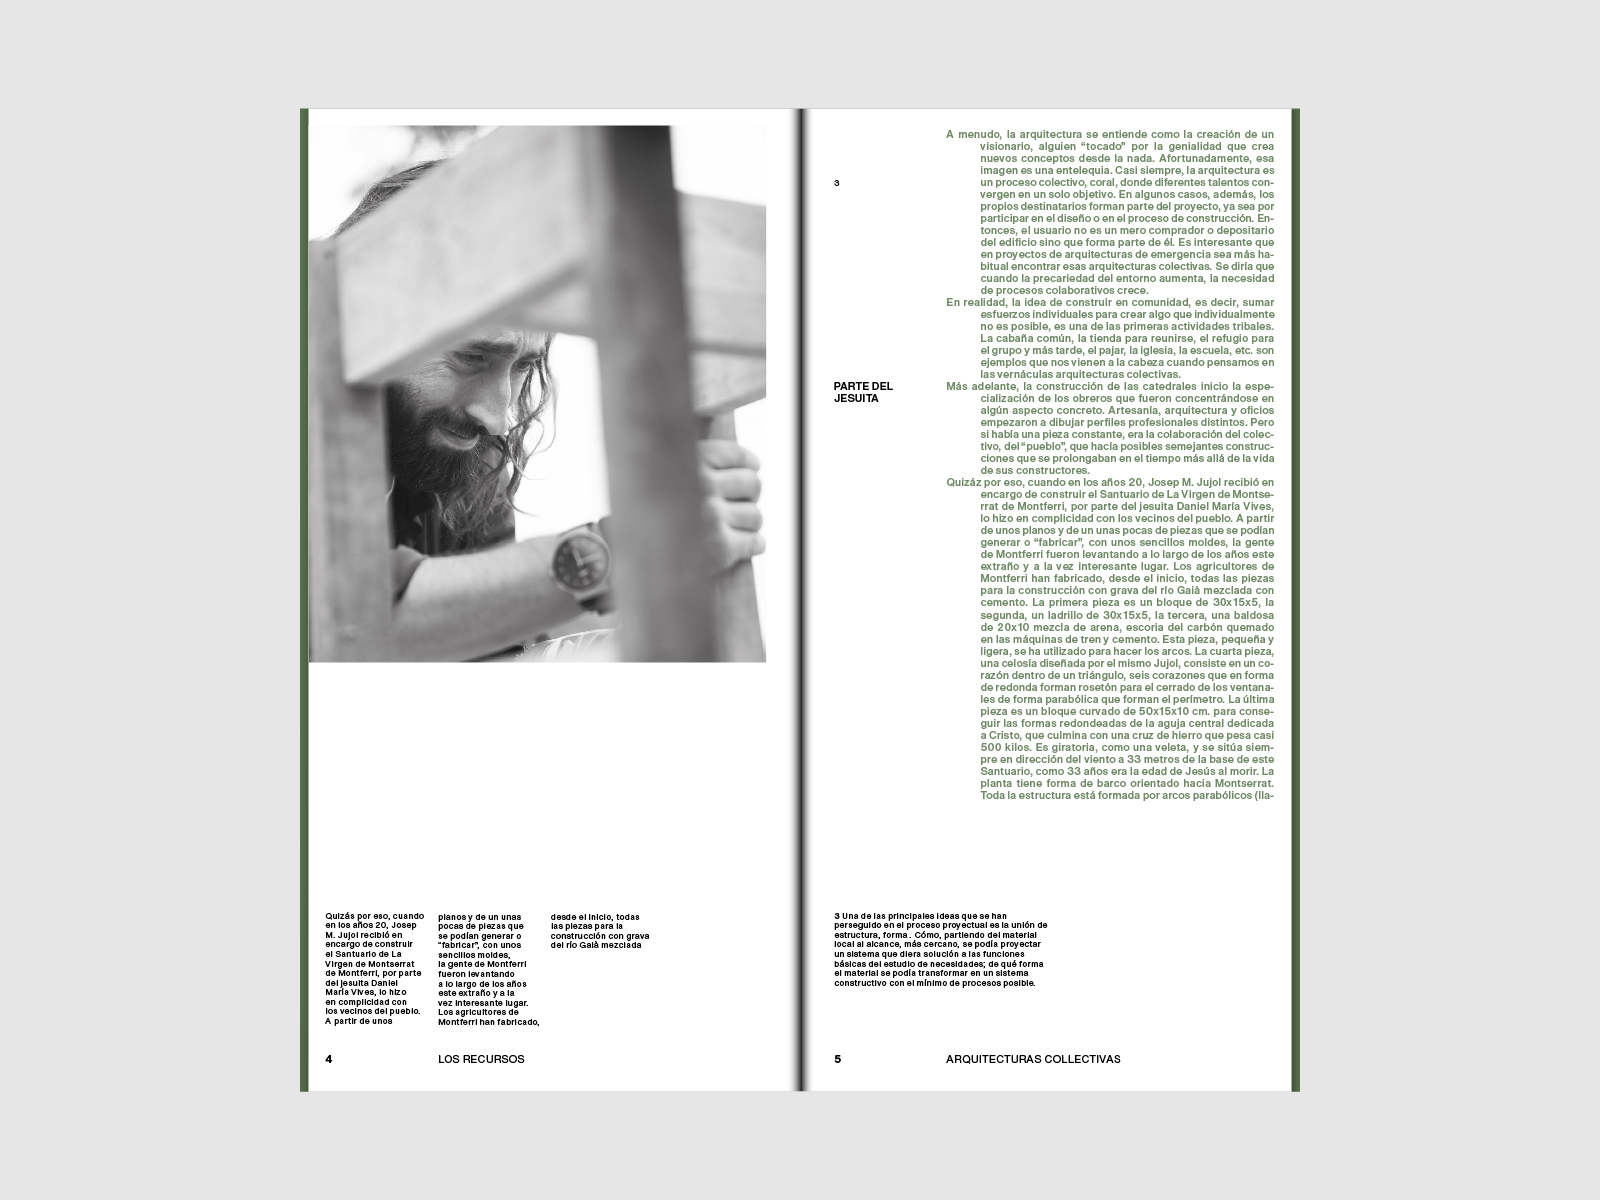 Quizás por eso, cuando
en los años 20, Josep
M. Jujol recibió en
encargo de construir
el Santuario de La
Virgen de Montserrat
de Montferri, por parte
del jesuita Daniel
María Vives, lo hizo
en complicidad con
los vecinos del pueblo.
A partir de unos
planos y de un unas
pocas de piezas que
se podían generar o
“fabricar”, con unos
sencillos moldes,
la gente de Montferri
fueron levantando
a lo largo de los años
este extraño y a la
vez interesante lugar.
Los agricultores de
Montferri han fabricado,
desde el inicio, todas
las piezas para la
construcción con grava
del río Gaià mezclada
4
LOS RECURSOS
A menudo, la arquitectura se entiende como la creación de un
visionario, alguien “tocado” por la genialidad que crea
nuevos conceptos desde la nada. Afortunadamente, esa
imagen es una entelequia. Casi siempre, la arquitectura es
3
un proceso colectivo, coral, donde diferentes talentos con-
vergen en un solo objetivo. En algunos casos, además, los
propios destinatarios forman parte del proyecto, ya sea por
participar en el diseño o en el proceso de construcción. En-
tonces, el usuario no es un mero comprador o depositario
del edificio sino que forma parte de él. Es interesante que
en proyectos de arquitecturas de emergencia sea más ha-
bitual encontrar esas arquitecturas colectivas. Se diría que
cuando la precariedad del entorno aumenta, la necesidad
de procesos colaborativos crece.
En realidad, la idea de construir en comunidad, es decir, sumar
esfuerzos individuales para crear algo que individualmente
no es posible, es una de las primeras actividades tribales.
La cabaña común, la tienda para reunirse, el refugio para
el grupo y más tarde, el pajar, la iglesia, la escuela, etc. son
ejemplos que nos vienen a la cabeza cuando pensamos en
las vernáculas arquitecturas colectivas.
PARTE DEL
JESUITA
Más adelante, la construcción de las catedrales inicio la espe-
cialización de los obreros que fueron concentrándose en
algún aspecto concreto. Artesanía, arquitectura y oficios
empezaron a dibujar perfiles profesionales distintos. Pero
si había una pieza constante, era la colaboración del colec-
tivo, del “pueblo”, que hacía posibles semejantes construc-
ciones que se prolongaban en el tiempo más allá de la vida
de sus constructores.
Quizáz por eso, cuando en los años 20, Josep M. Jujol recibió en
encargo de construir el Santuario de La Virgen de Montse-
rrat de Montferri, por parte del jesuita Daniel María Vives,
lo hizo en complicidad con los vecinos del pueblo. A partir
de unos planos y de un unas pocas de piezas que se podían
generar o “fabricar”, con unos sencillos moldes, la gente
de Montferri fueron levantando a lo largo de los años este
extraño y a la vez interesante lugar. Los agricultores de
Montferri han fabricado, desde el inicio, todas las piezas
para la construcción con grava del río Gaià mezclada con
cemento. La primera pieza es un bloque de 30x15x5, la
segunda, un ladrillo de 30x15x5, la tercera, una baldosa
de 20x10 mezcla de arena, escoria del carbón quemado
en las máquinas de tren y cemento. Esta pieza, pequeña y
ligera, se ha utilizado para hacer los arcos. La cuarta pieza,
una celosía diseñada por el mismo Jujol, consiste en un co-
razón dentro de un triángulo, seis corazones que en forma
de redonda forman rosetón para el cerrado de los ventana-
les de forma parabólica que forman el perímetro. La última
pieza es un bloque curvado de 50x15x10 cm. para conse-
guir las formas redondeadas de la aguja central dedicada
a Cristo, que culmina con una cruz de hierro que pesa casi
500 kilos. Es giratoria, como una veleta, y se sitúa siem-
pre en dirección del viento a 33 metros de la base de este
Santuario, como 33 años era la edad de Jesús al morir. La
planta tiene forma de barco orientado hacia Montserrat.
Toda la estructura está formada por arcos parabólicos (lla-
3 Una de las principales ideas que se han
perseguido en el proceso proyectual es la unión de
estructura, forma . Cómo, partiendo del material
local al alcance, más cercano, se podía proyectar
un sistema que diera solución a las funciones
básicas del estudio de necesidades; de qué forma
el material se podía transformar en un sistema
constructivo con el mínimo de procesos posible.
5
ARQUITECTURAS COLLECTIVAS